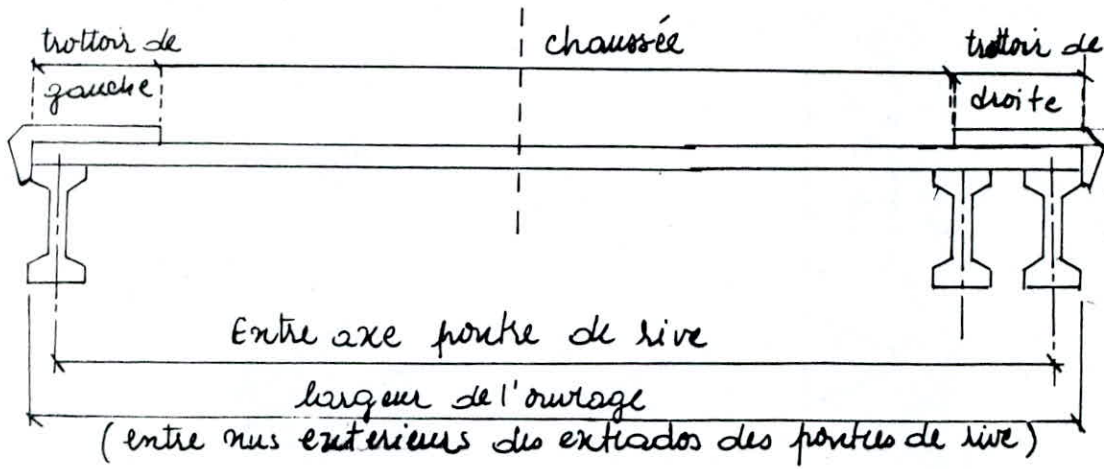 trottoir de
gauche
chaussée
trottoir de
droite
Entre axe poutre de rive
largeur de l'ouvrage
(entre nus exterieurs des extrados des poutres de rive)